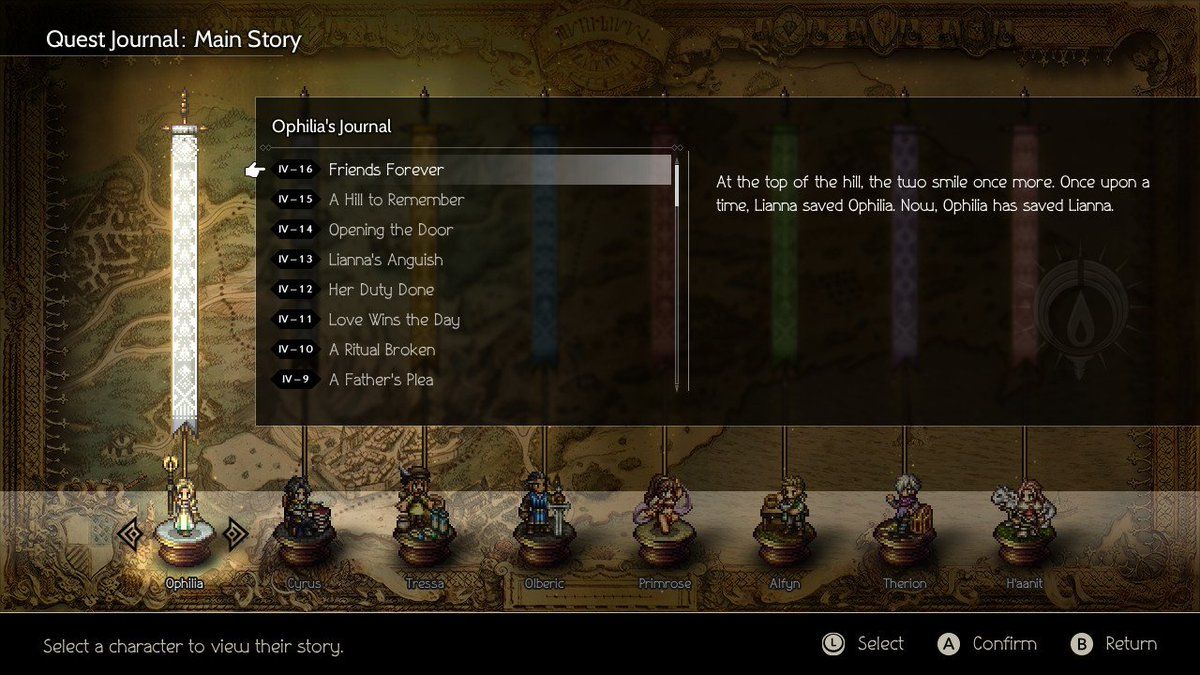 Quest Journal: Main Story
Ophilia's Journal
IV-16 Friends Forever
IV-15 A Hill to Remember
IV-14 Opening the Door
IV-13 Lianna's Anguish
IV-12 Her Duty Done
IV-11 Love Wins the Day
IV-10 A Ritual Broken
IV-9 A Father's Plea
At the top of the hill, the two smile once more. Once upon a
time, Lianna saved Ophilia. Now, Ophilia has saved Lianna.
Ophilia Cyrus Tressa Olberic Primrose Alfyn Therion H'aanit
Select a character to view their story.
L Select A Confirm B Return